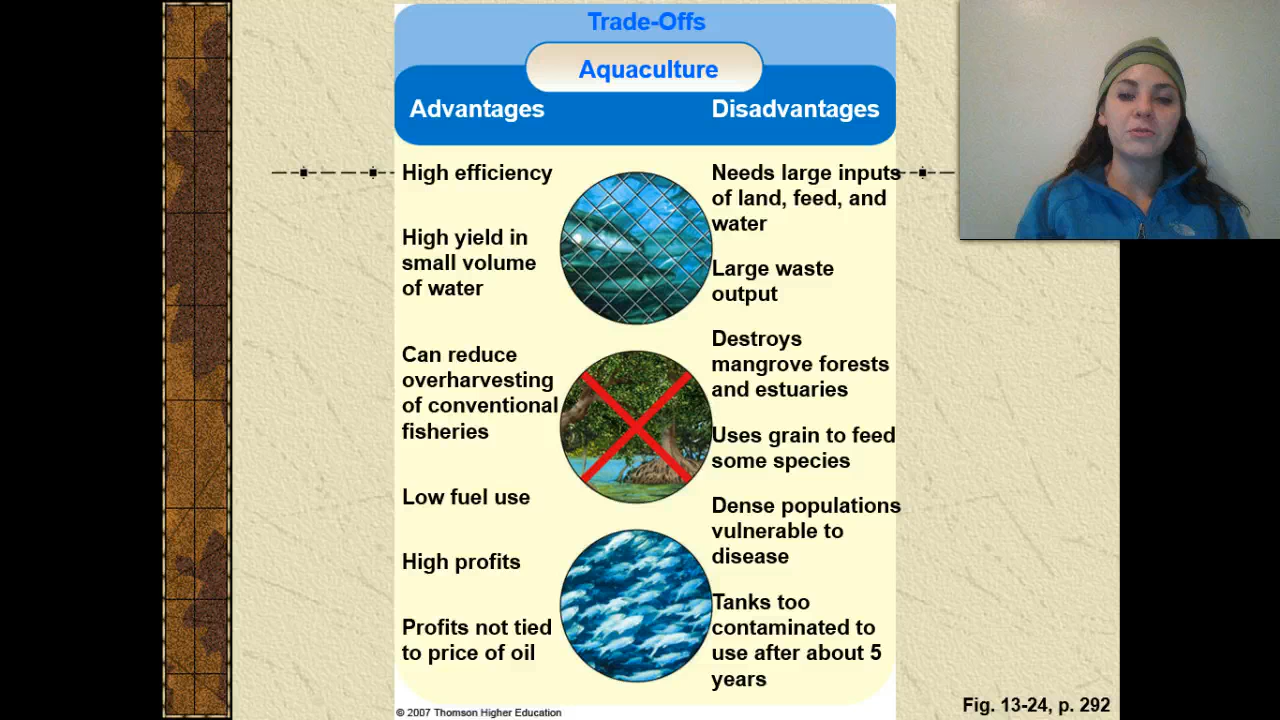 Trade-Offs
Aquaculture
Advantages
Disadvantages
High efficiency
High yield in
small volume
of water
Can reduce
overharvesting
of conventional
fisheries
Low fuel use
High profits
Profits not tied
to price of oil
Needs large inputs
of land, feed, and
water
Large waste
output
Destroys
mangrove forests
and estuaries
Uses grain to feed
some species
Dense populations
vulnerable to
disease
Tanks too
contaminated to
use after about 5
years
© 2007 Thomson Higher Education
Fig. 13-24, p. 292